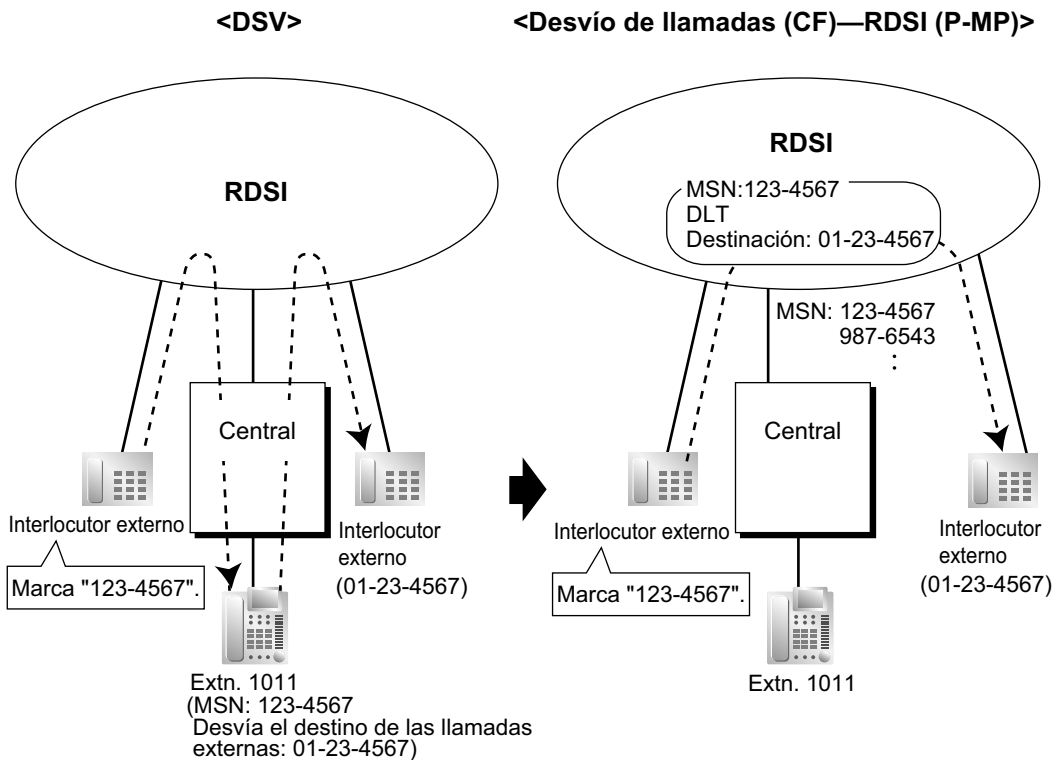 <DSV>
<Desvío de llamadas (CF)—RDSI (P-MP)>
RDSI
Central
Interlocutor externo
Marca "123-4567".
Interlocutor
externo
(01-23-4567)
Extn. 1011
(MSN: 123-4567
Desvía el destino de las llamadas
externas: 01-23-4567)
RDSI
MSN:123-4567
DLT
Destinación: 01-23-4567
MSN: 123-4567
987-6543
:
Central
Interlocutor externo
Marca "123-4567".
Interlocutor
externo
(01-23-4567)
Extn. 1011